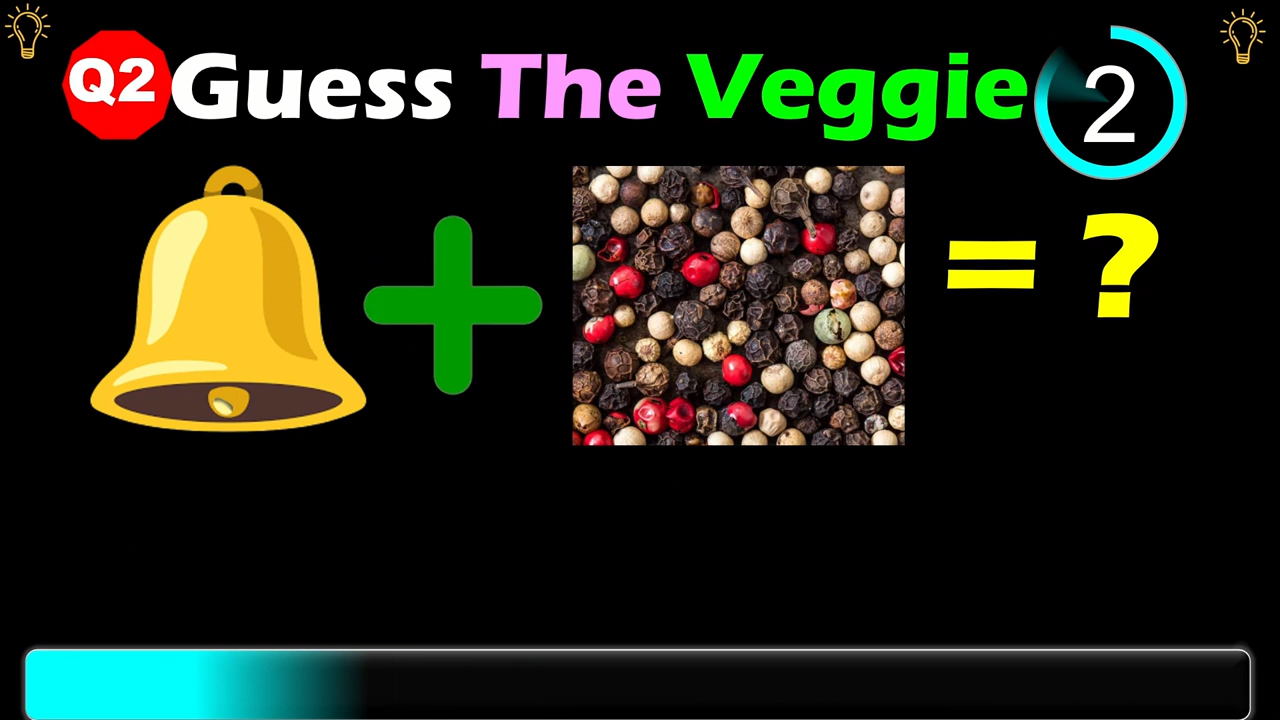 Q2 Guess The Veggie 2
+ = ?